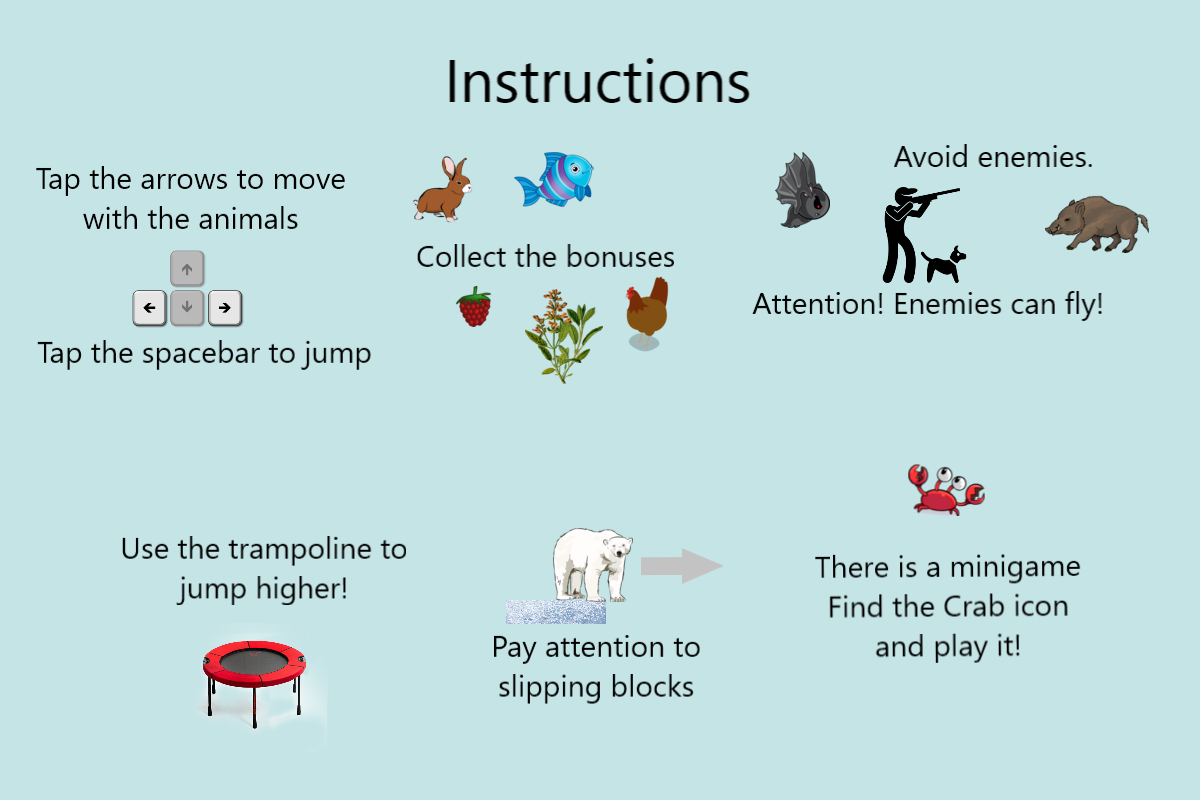 Instructions
Tap the arrows to move
with the animals
Tap the spacebar to jump
Collect the bonuses
Avoid enemies.
Attention! Enemies can fly!
Use the trampoline to
jump higher!
Pay attention to
slipping blocks
There is a minigame
Find the Crab icon
and play it!